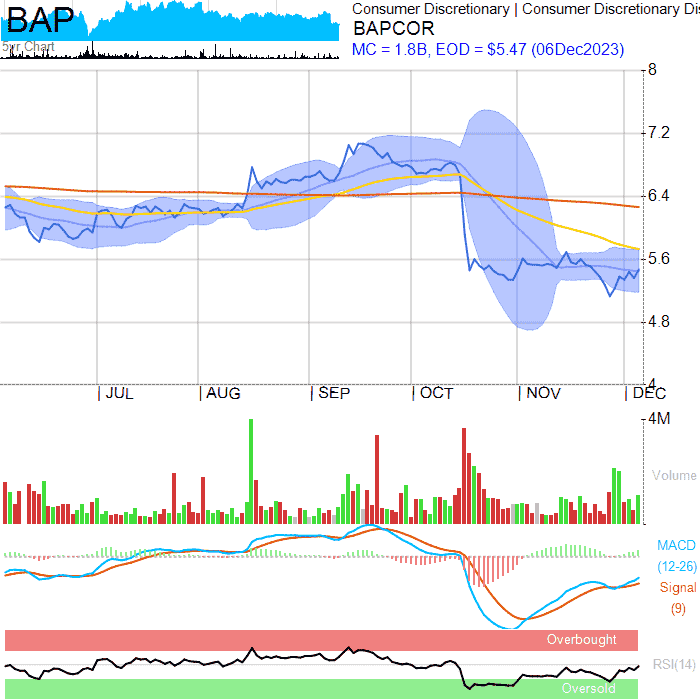 BAP
5yr Chart
Consumer Discretionary | Consumer Discretionary Dis
BAPCOR
MC = 1.8B, EOD = $5.47 (06Dec2023)
8
7.2
6.4
5.6
4.8
4
JUL AUG SEP OCT NOV DEC
4M
Volume
MACD
(12-26)
Signal
(9)
Overbought
RSI(14)
Oversold